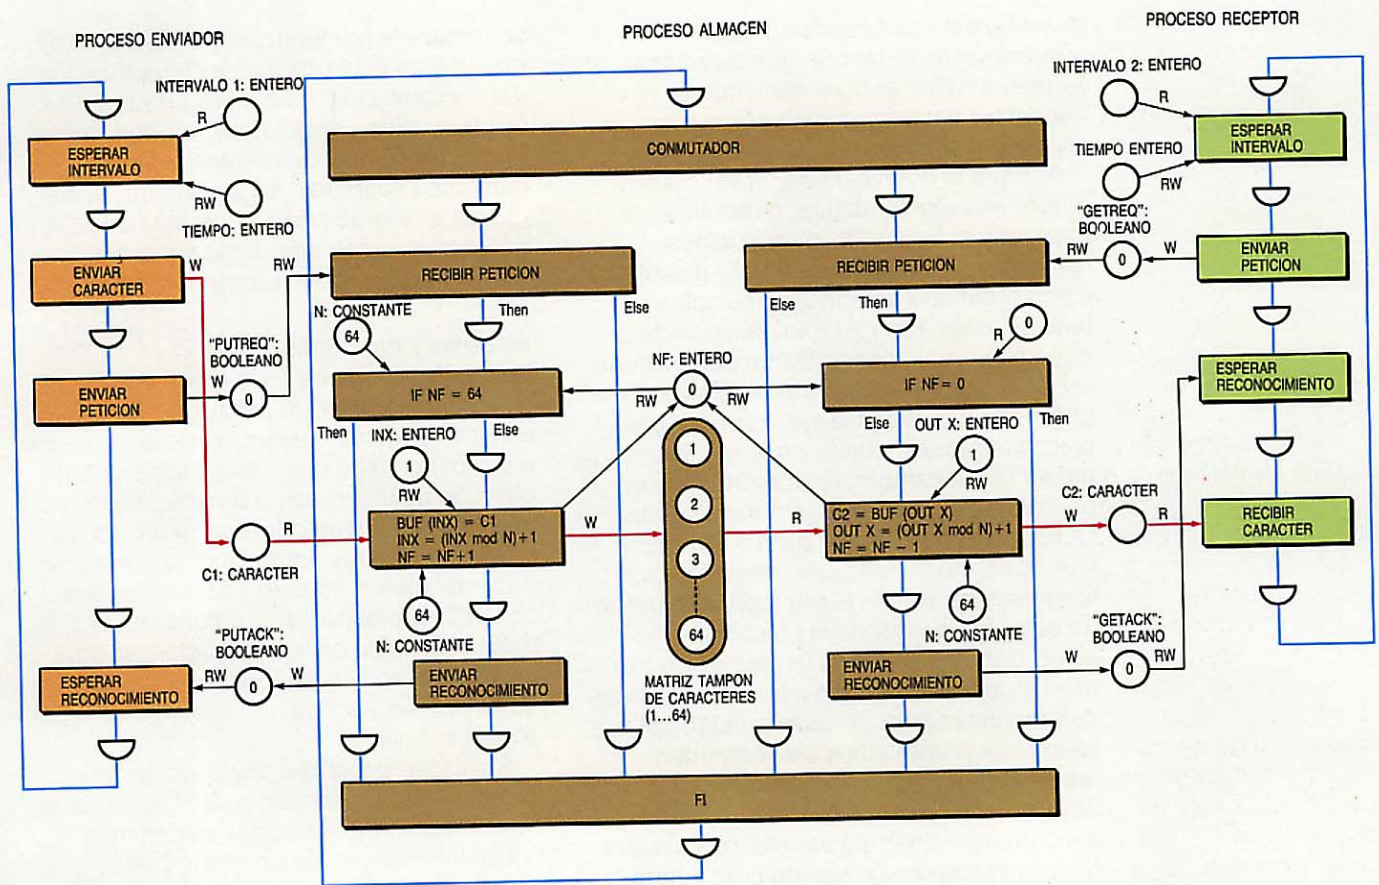 PROCESO ENVIADOR
PROCESO ALMACEN
PROCESO RECEPTOR
INTERVALO 1: ENTERO
R
ESPERAR
INTERVALO
RW
TIEMPO: ENTERO
ENVIAR
CARACTER
W
ENVIAR
PETICION
W
"PUTREQ":
BOOLEANO
0
RW
C1: CARACTER
R
ESPERAR
RECONOCIMIENTO
RW
"PUTACK":
BOOLEANO
0
W
CONMUTADOR
RECIBIR PETICION
Then
Else
N: CONSTANTE
64
IF NF = 64
Then
Else
INX: ENTERO
1
RW
BUF (INX) = C1
INX = (INX mod N)+1
NF = NF+1
W
64
N: CONSTANTE
ENVIAR
RECONOCIMIENTO
NF: ENTERO
0
RW
RW
1
2
3
64
MATRIZ TAMPON
DE CARACTERES
(1...64)
RECIBIR PETICION
Else
Then
0
R
IF NF = 0
Else
Then
OUT X: ENTERO
1
RW
R
C2 = BUF (OUT X)
OUT X = (OUT X mod N)+1
NF = NF - 1
W
64
N: CONSTANTE
ENVIAR
RECONOCIMIENTO
W
"GETACK":
BOOLEANO
0
RW
FI
INTERVALO 2: ENTERO
R
TIEMPO ENTERO
RW
ESPERAR
INTERVALO
"GETREQ":
BOOLEANO
RW
0
W
ENVIAR
PETICION
ESPERAR
RECONOCIMIENTO
C2: CARACTER
R
RECIBIR
CARACTER